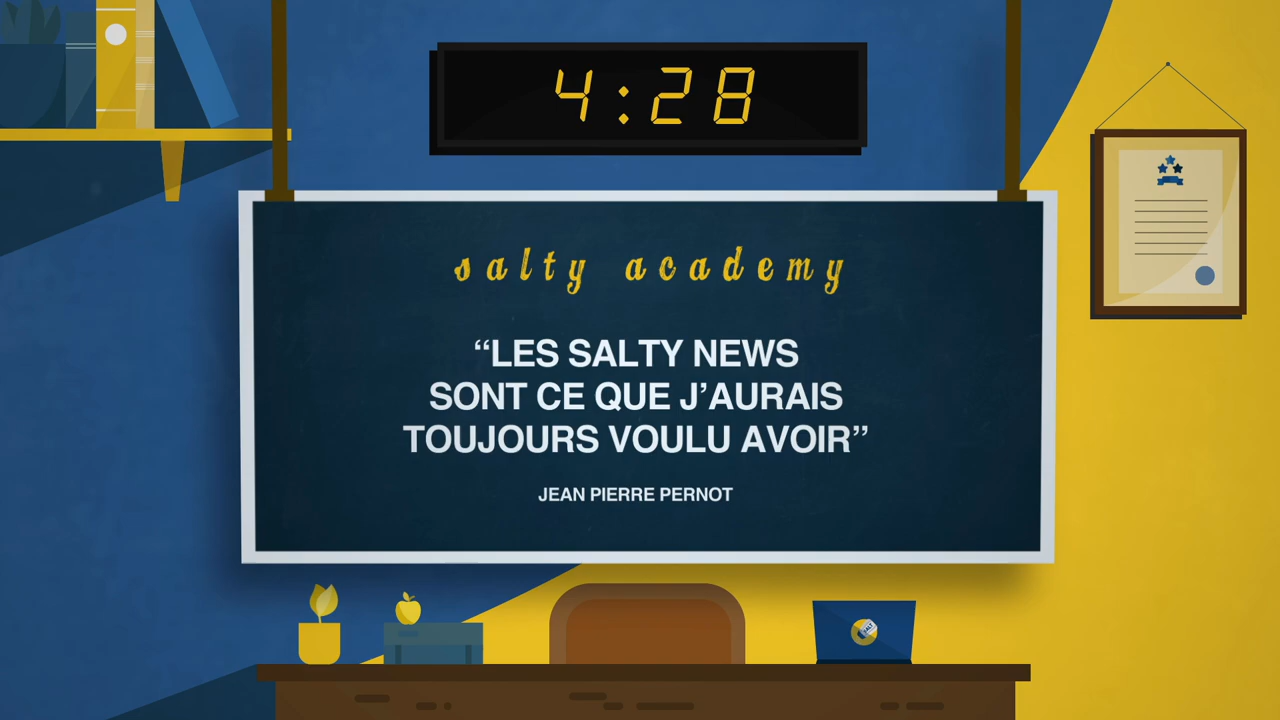 4:28
salty academy
“LES SALTY NEWS
SONT CE QUE J’AURAIS
TOUJOURS VOULU AVOIR”
JEAN PIERRE PERNOT